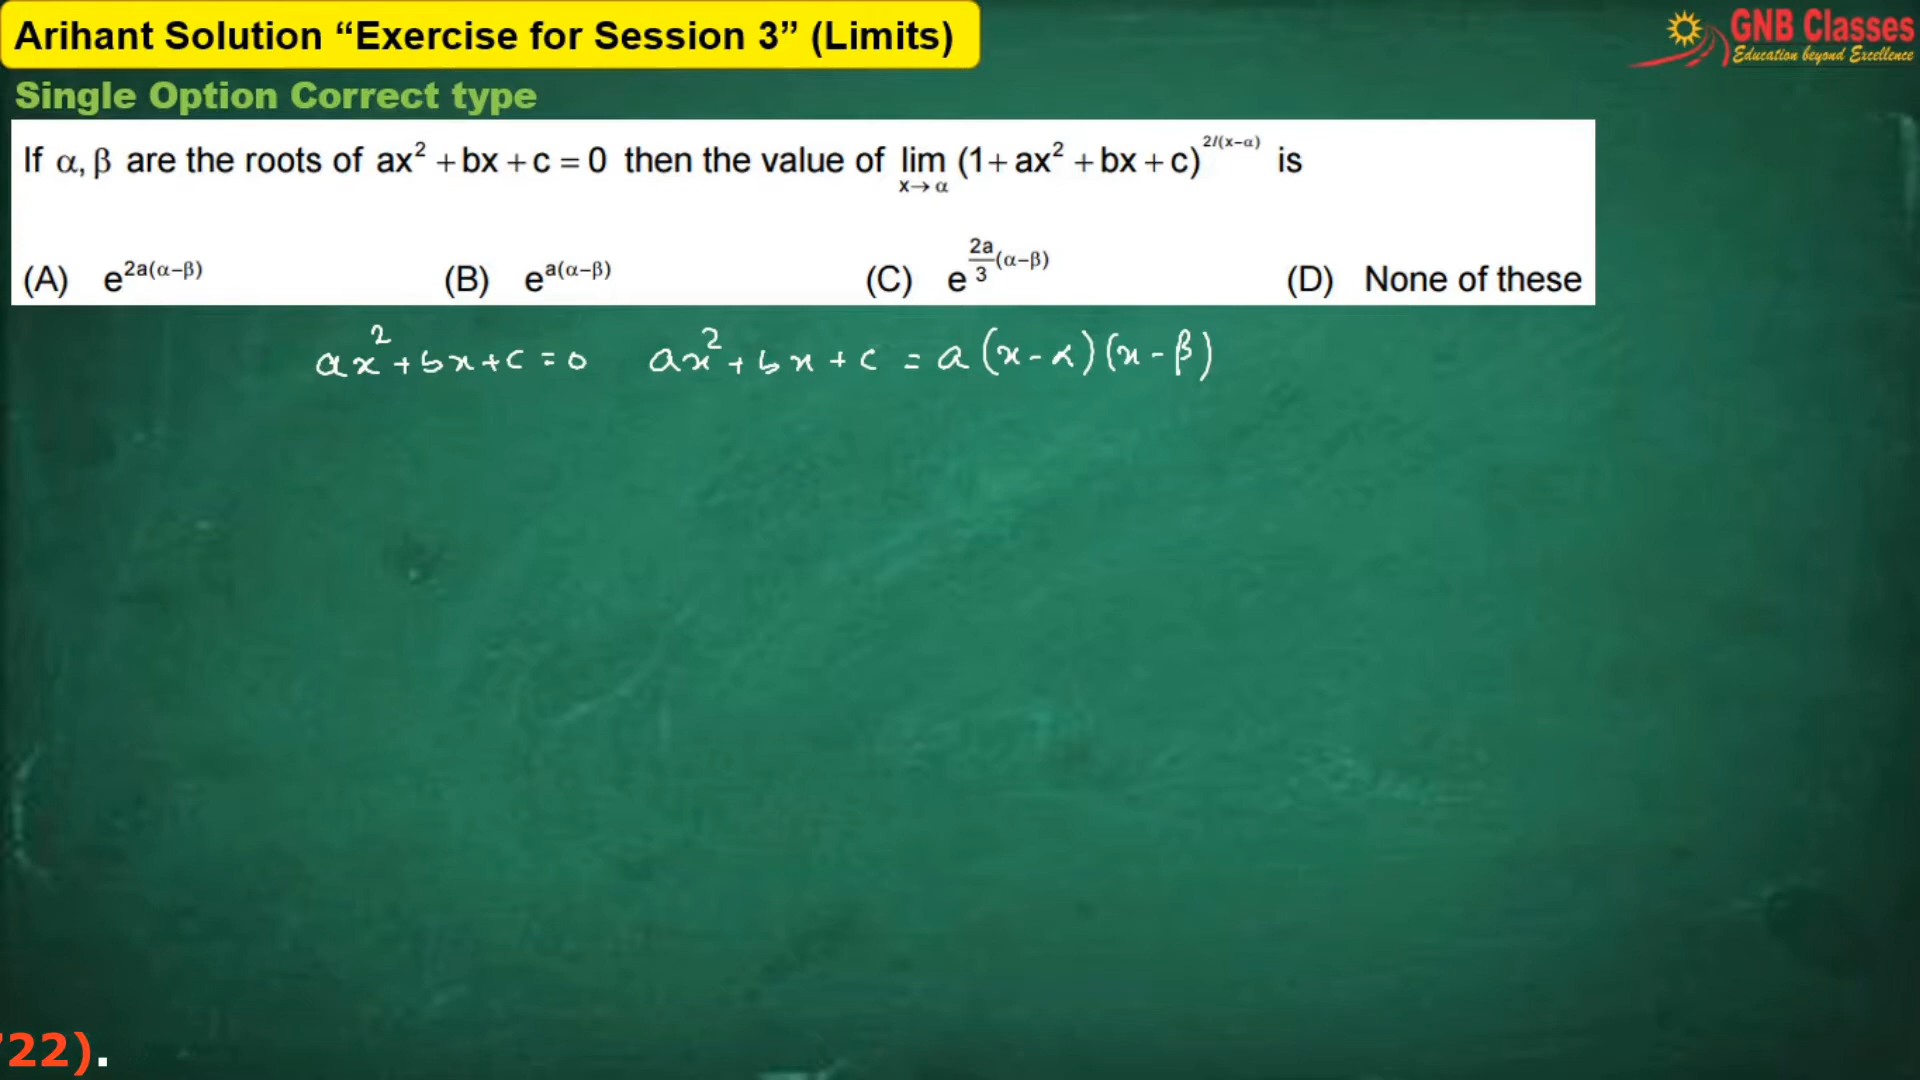 Arihant Solution “Exercise for Session 3” (Limits)
GNB Classes
Education beyond Excellence
Single Option Correct type
If α, β are the roots of ax² + bx + c = 0 then the value of lim (1 + ax² + bx + c)^2/(x−α) is
x→ α
(A) e^2a(α−β) (B) e^a(α−β) (C) e^2a/3(α−β) (D) None of these
ax² + bx + c = 0 ax² + bx + c = a(x − α)(x − β)
22).